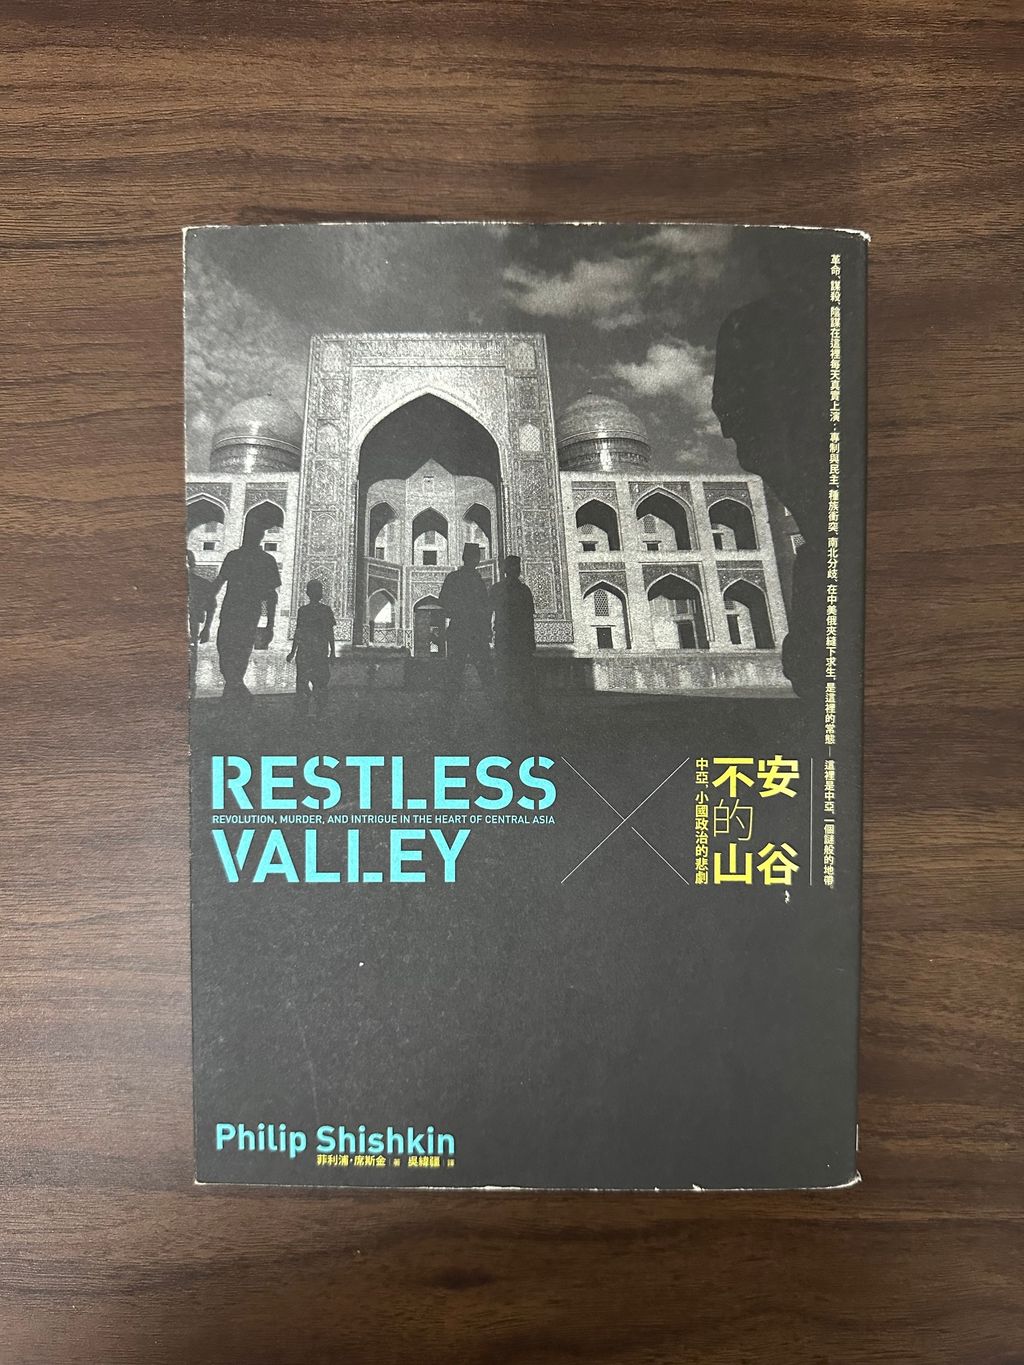 革命、謀殺、陰謀在這裡每天真實上演；專制與民主、種族衝突、南北分歧、在中美俄夾縫下求生，是這裡的常態——這裡是中亞，一個謎般的地帶。
RESTLESS
REVOLUTION, MURDER, AND INTRIGUE IN THE HEART OF CENTRAL ASIA
VALLEY
不安的山谷
中亞，小國政治的悲劇
Philip Shishkin
菲利浦·席斯金 著 吳緯疆 譯